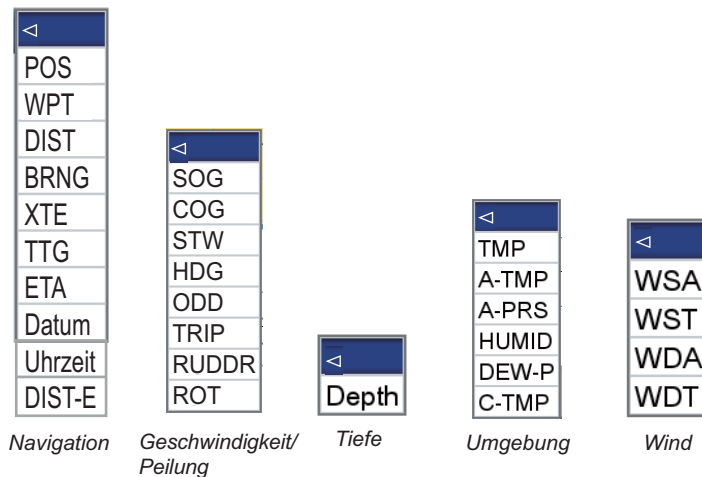 POS
WPT
DIST
BRNG
XTE
TTG
ETA
Datum
Uhrzeit
DIST-E
Navigation
SOG
COG
STW
HDG
ODD
TRIP
RUDDR
ROT
Geschwindigkeit/
Peilung
Depth
Tiefe
TMP
A-TMP
A-PRS
HUMID
DEW-P
C-TMP
Umgebung
WSA
WST
WDA
WDT
Wind